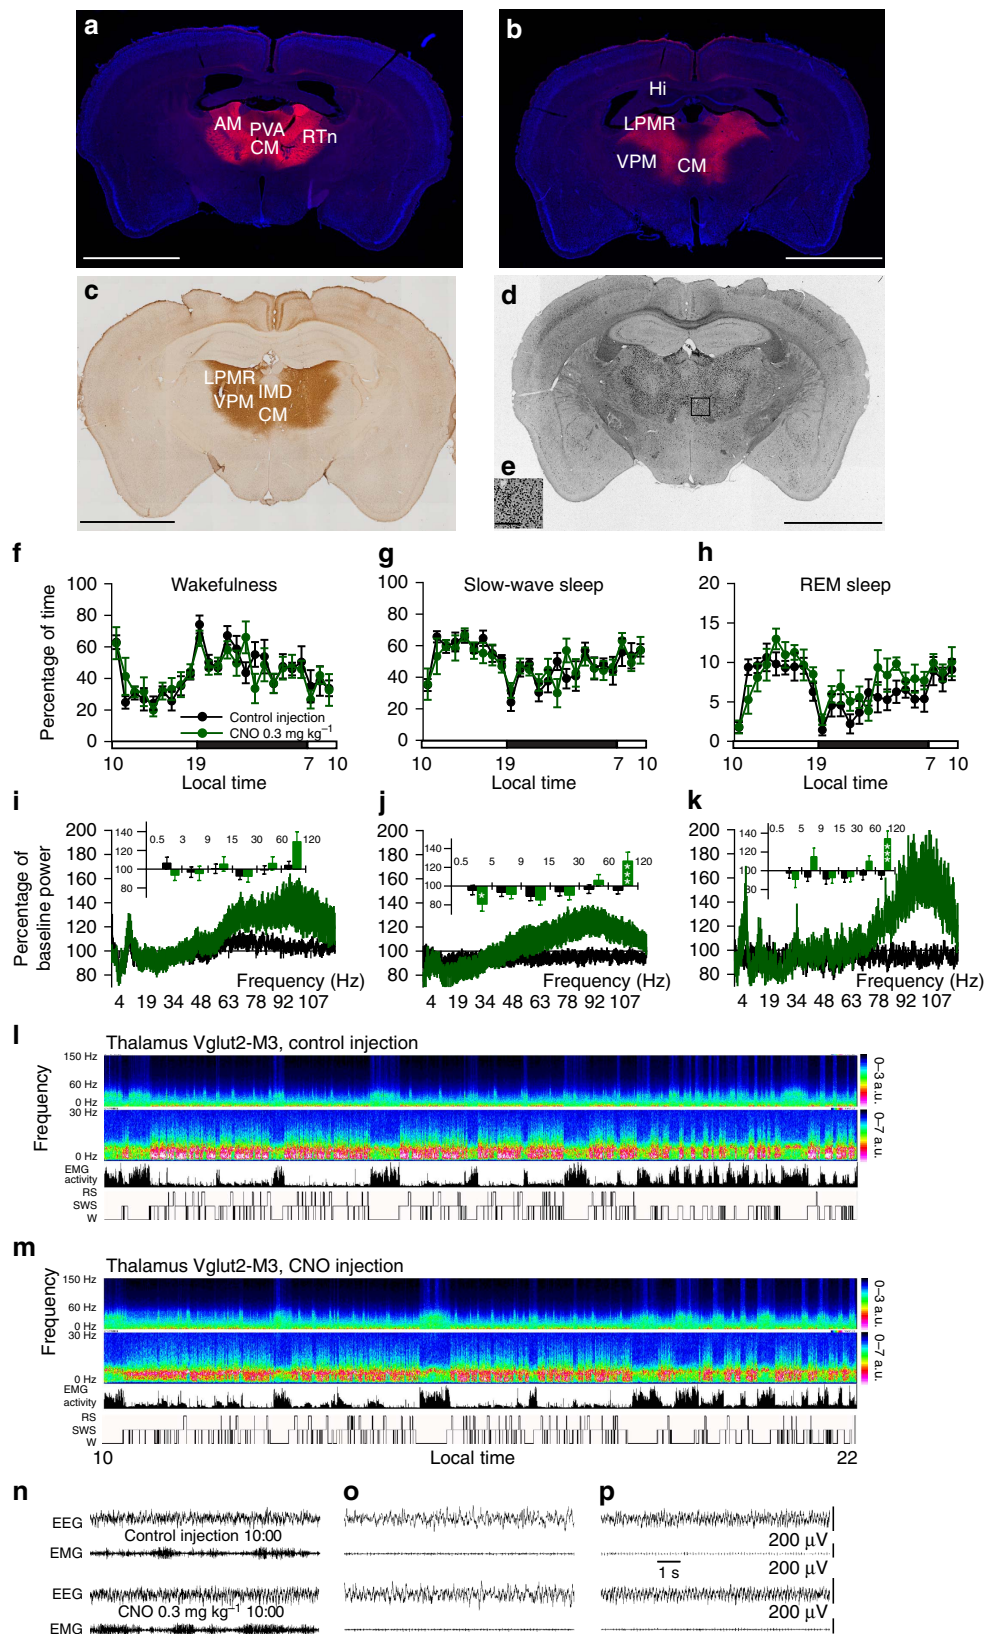 a
AM
PVA
RTn
CM
b
Hi
LPMR
VPM
CM
c
LPMR
IMD
VPM
CM
d
e
f
Wakefulness
Percentage of time
100
80
60
40
20
0
Control injection
CNO 0.3 mg kg⁻¹
10 19 7 10
Local time
g
Slow-wave sleep
100
80
60
40
20
0
10 19 7 10
Local time
h
REM sleep
20
15
10
5
0
10 19 7 10
Local time
i
Percentage of baseline power
200
180
160
140
120
100
80
140
120
100
80
0.5 3 9 15 30 60 120
Frequency (Hz)
4 19 34 48 63 78 92 107
j
200
180
160
140
120
100
80
140
120
100
80
0.5 5 9 15 30 60 120
*
***
Frequency (Hz)
4 19 34 48 63 78 92 107
k
200
180
160
140
120
100
80
140
120
100
80
0.5 5 9 15 30 60 120
****
Frequency (Hz)
4 19 34 48 63 78 92 107
l
Thalamus Vglut2-M3, control injection
Frequency
150 Hz
60 Hz
0 Hz
30 Hz
0 Hz
0–3 a.u.
0–7 a.u.
EMG
activity
RS
SWS
W
m
Thalamus Vglut2-M3, CNO injection
Frequency
150 Hz
60 Hz
0 Hz
30 Hz
0 Hz
0–3 a.u.
0–7 a.u.
EMG
activity
RS
SWS
W
10 Local time 22
n
EEG
Control injection 10:00
EMG
EEG
CNO 0.3 mg kg⁻¹ 10:00
EMG
o
p
200 µV
1 s
200 µV
200 µV